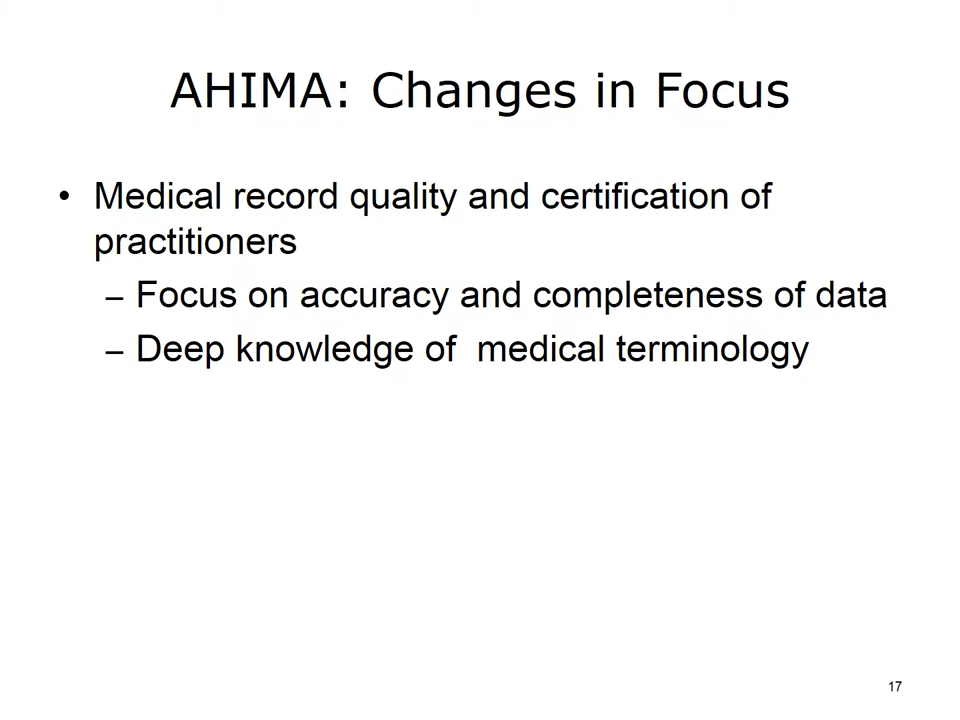 AHIMA: Changes in Focus
• Medical record quality and certification of
practitioners
– Focus on accuracy and completeness of data
– Deep knowledge of  medical terminology
17